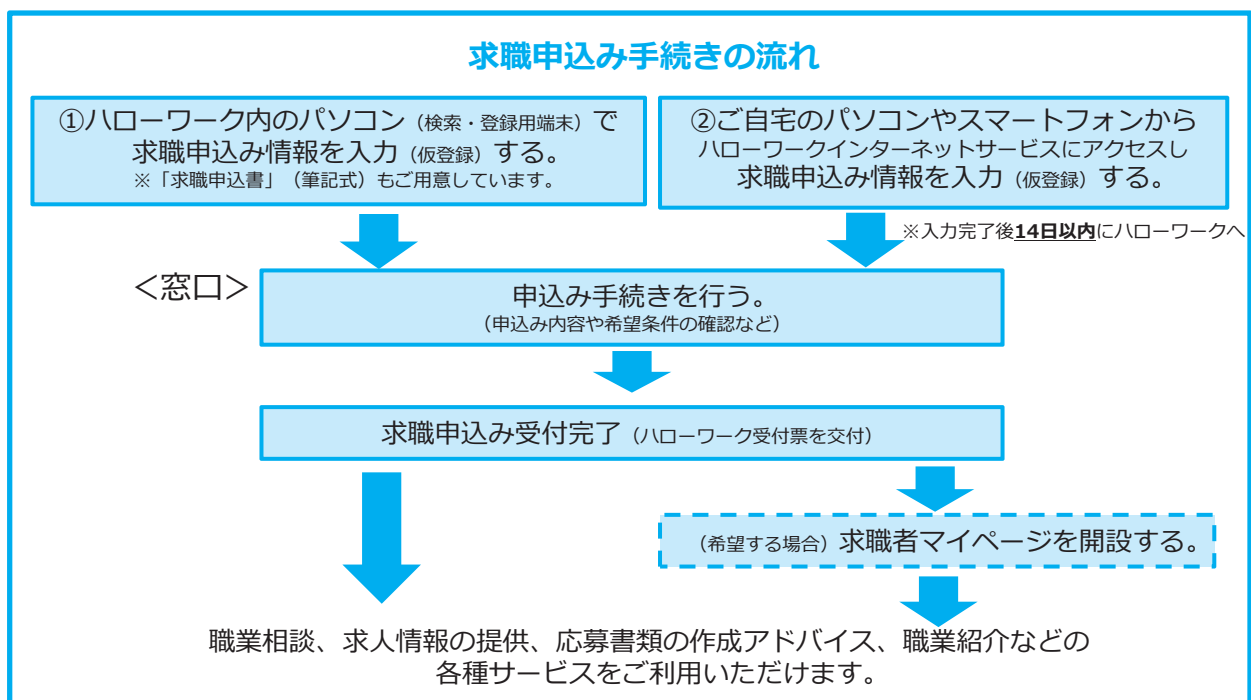 求職申込み手続きの流れ
①ハローワーク内のパソコン（検索・登録用端末）で
求職申込み情報を入力（仮登録）する。
※「求職申込書」（筆記式）もご用意しています。
②ご自宅のパソコンやスマートフォンから
ハローワークインターネットサービスにアクセスし
求職申込み情報を入力（仮登録）する。
※入力完了後14日以内にハローワークへ
＜窓口＞
申込み手続きを行う。
（申込み内容や希望条件の確認など）
求職申込み受付完了（ハローワーク受付票を交付）
（希望する場合）求職者マイページを開設する。
職業相談、求人情報の提供、応募書類の作成アドバイス、職業紹介などの
各種サービスをご利用いただけます。